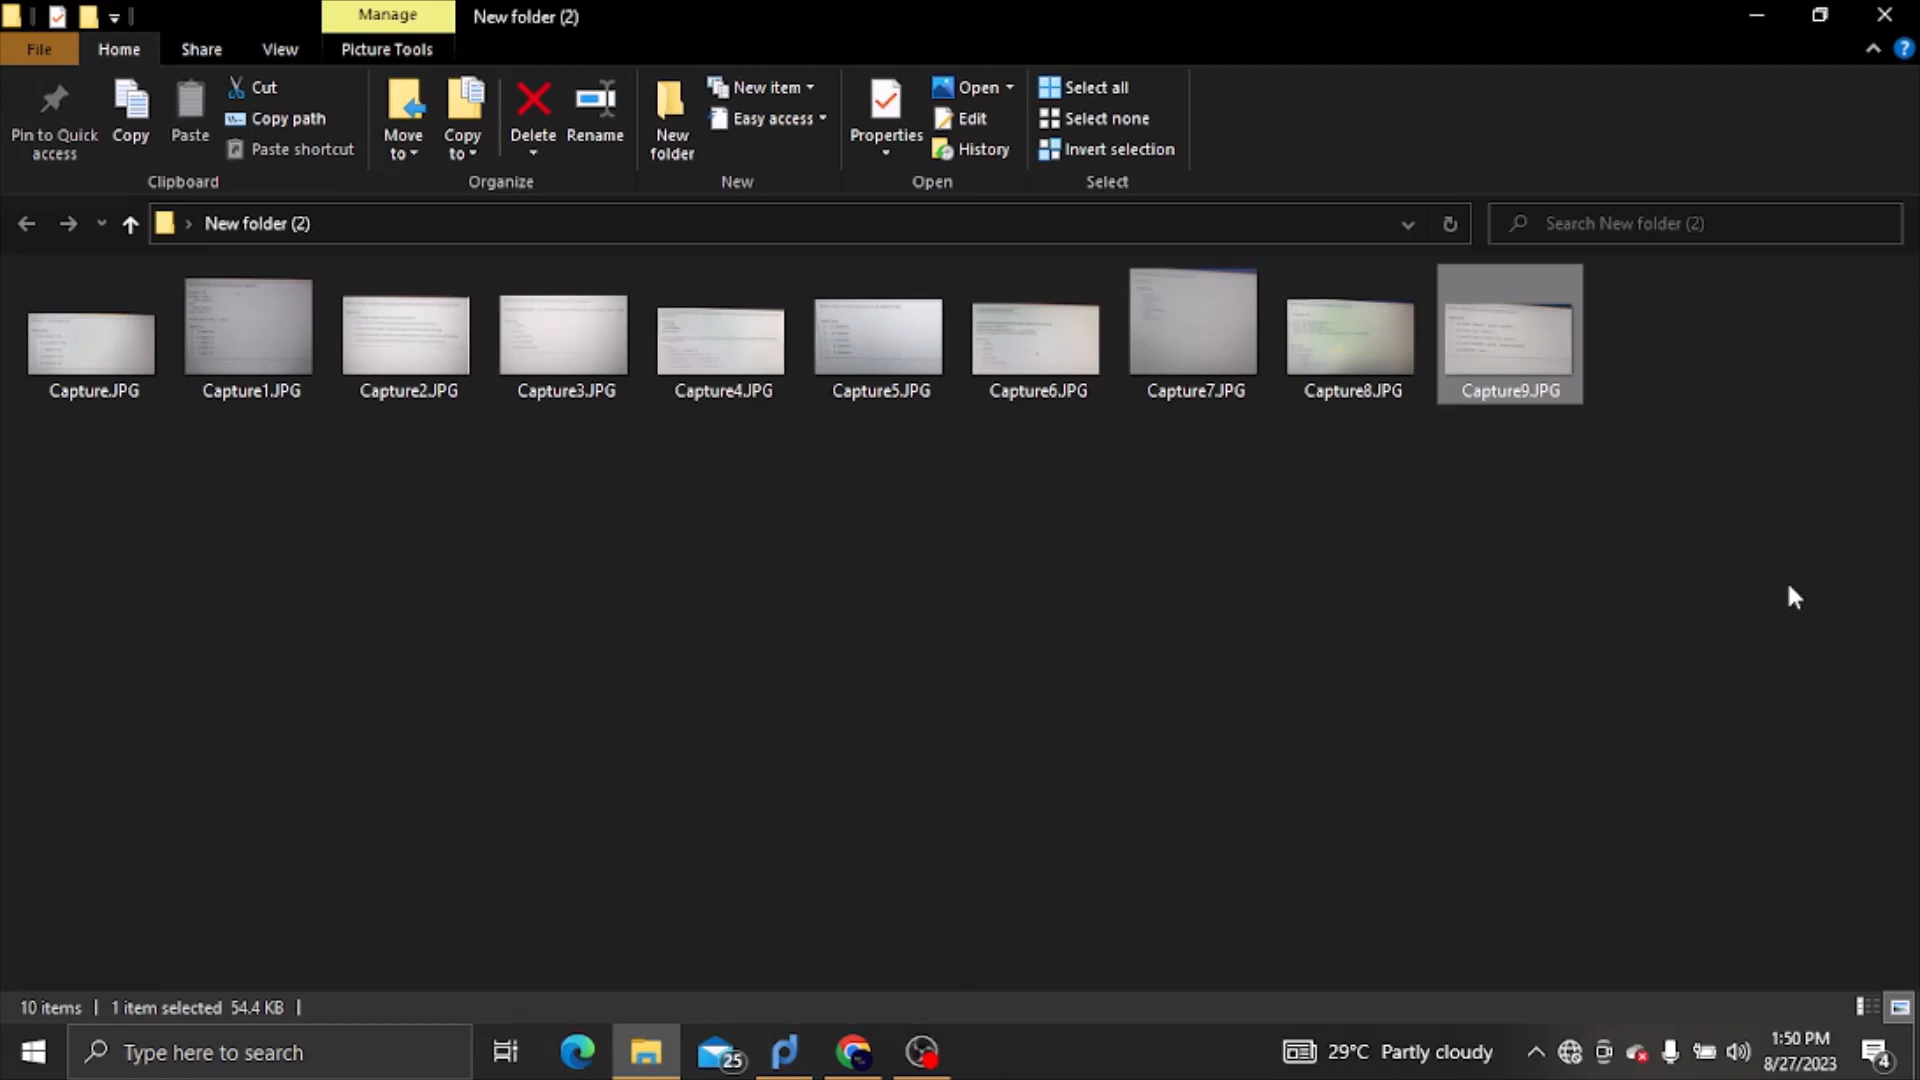 Manage
New folder (2)
File
Home
Share
View
Picture Tools
Pin to Quick access
Copy
Paste
Cut
Copy path
Paste shortcut
Clipboard
Move to
Copy to
Delete
Rename
Organize
New folder
New item
Easy access
New
Properties
Open
Edit
History
Open
Select all
Select none
Invert selection
Select
New folder (2)
Search New folder (2)
Capture.JPG
Capture1.JPG
Capture2.JPG
Capture3.JPG
Capture4.JPG
Capture5.JPG
Capture6.JPG
Capture7.JPG
Capture8.JPG
Capture9.JPG
10 items
1 item selected 54.4 KB
Type here to search
25
29°C Partly cloudy
1:50 PM
8/27/2023
4